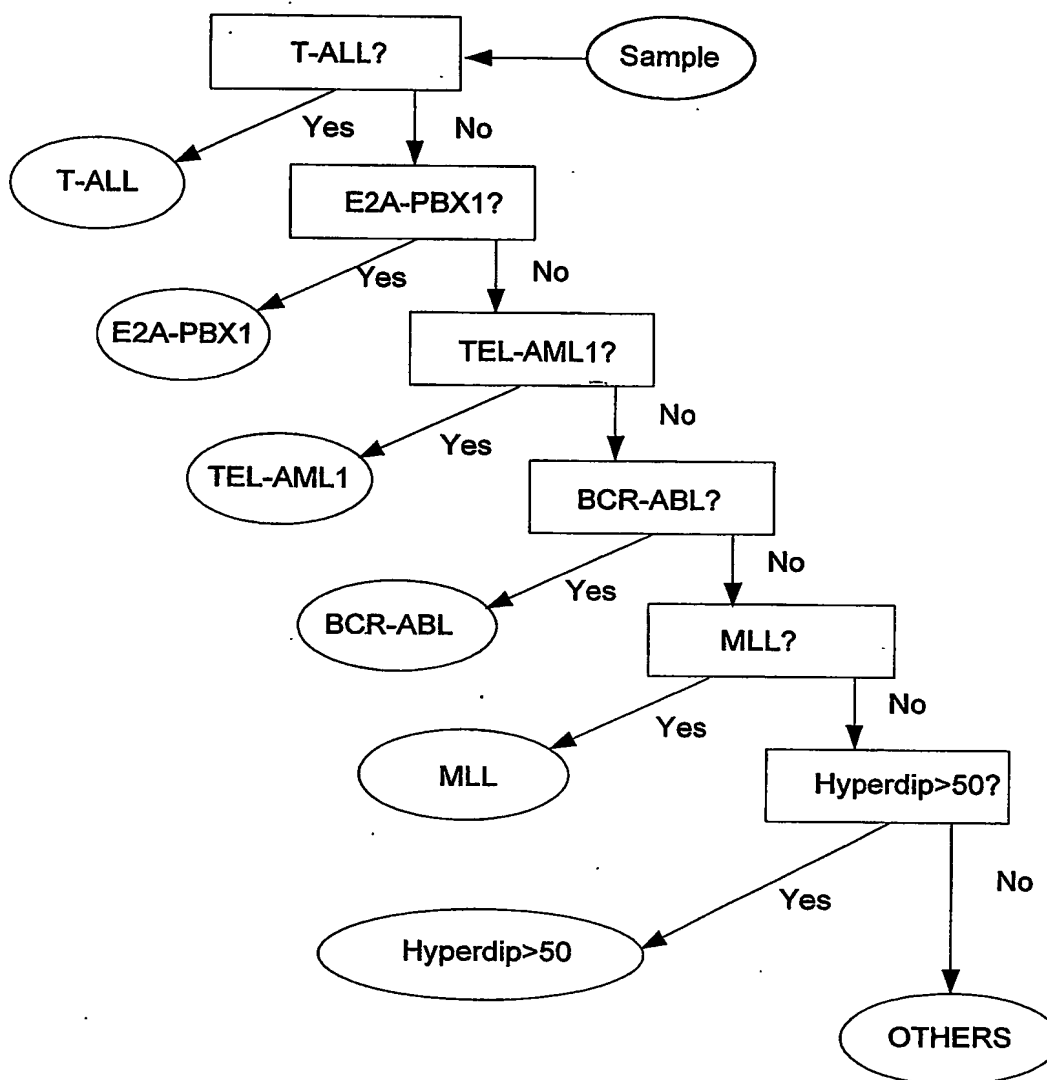 T-ALL?
Sample
Yes
No
T-ALL
E2A-PBX1?
Yes
No
E2A-PBX1
TEL-AML1?
Yes
No
TEL-AML1
BCR-ABL?
Yes
No
BCR-ABL
MLL?
Yes
No
MLL
Hyperdip>50?
Yes
No
Hyperdip>50
OTHERS